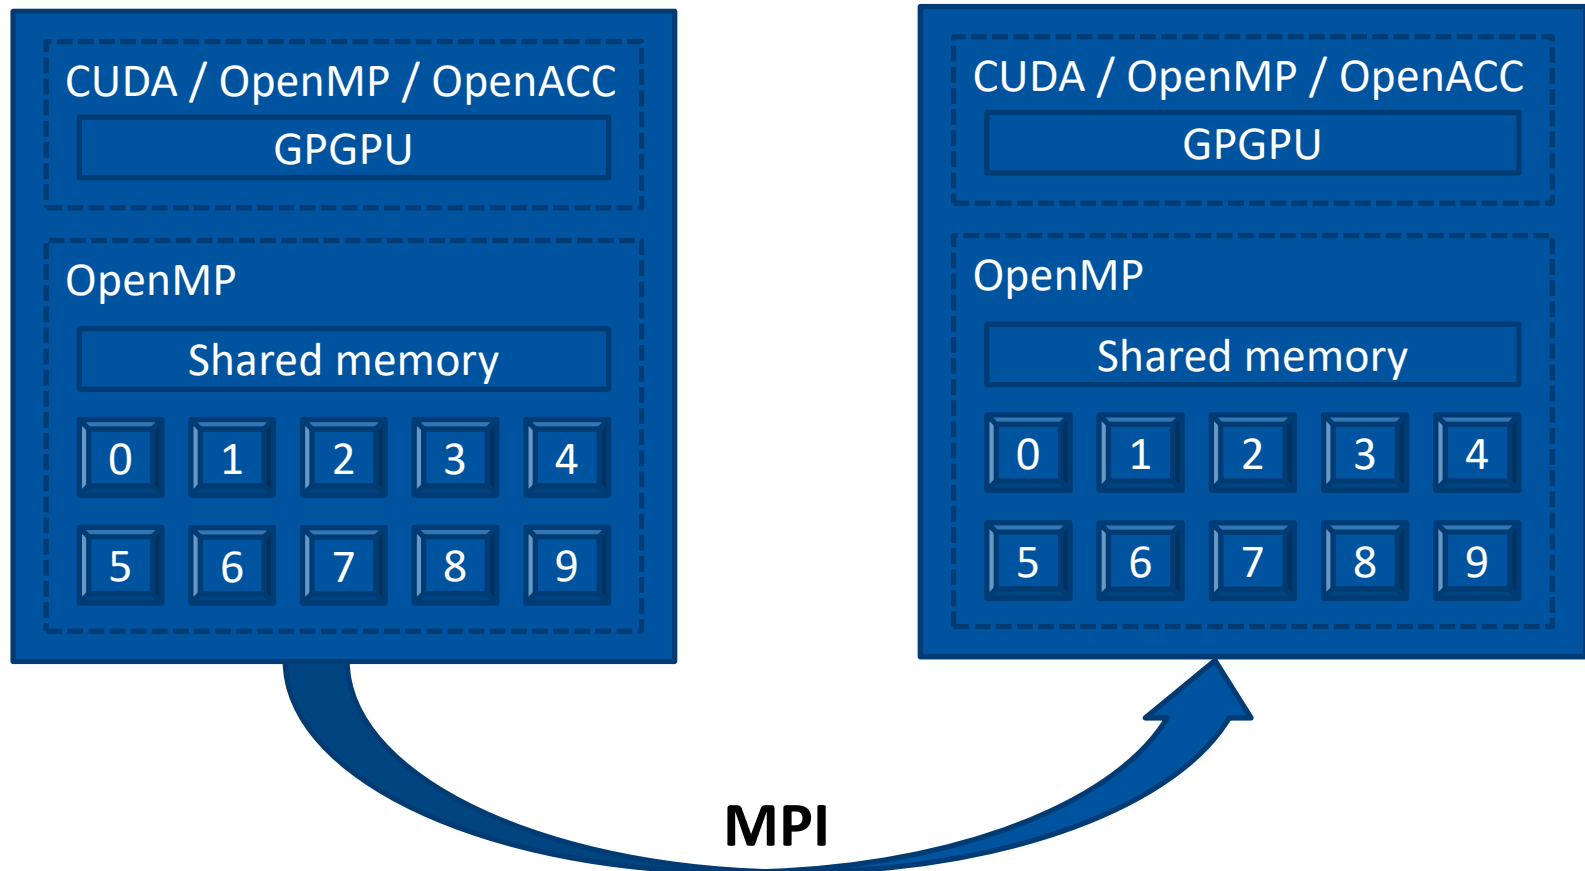 CUDA / OpenMP / OpenACC
GPGPU
OpenMP
Shared memory
0 1 2 3 4
5 6 7 8 9
CUDA / OpenMP / OpenACC
GPGPU
OpenMP
Shared memory
0 1 2 3 4
5 6 7 8 9
MPI